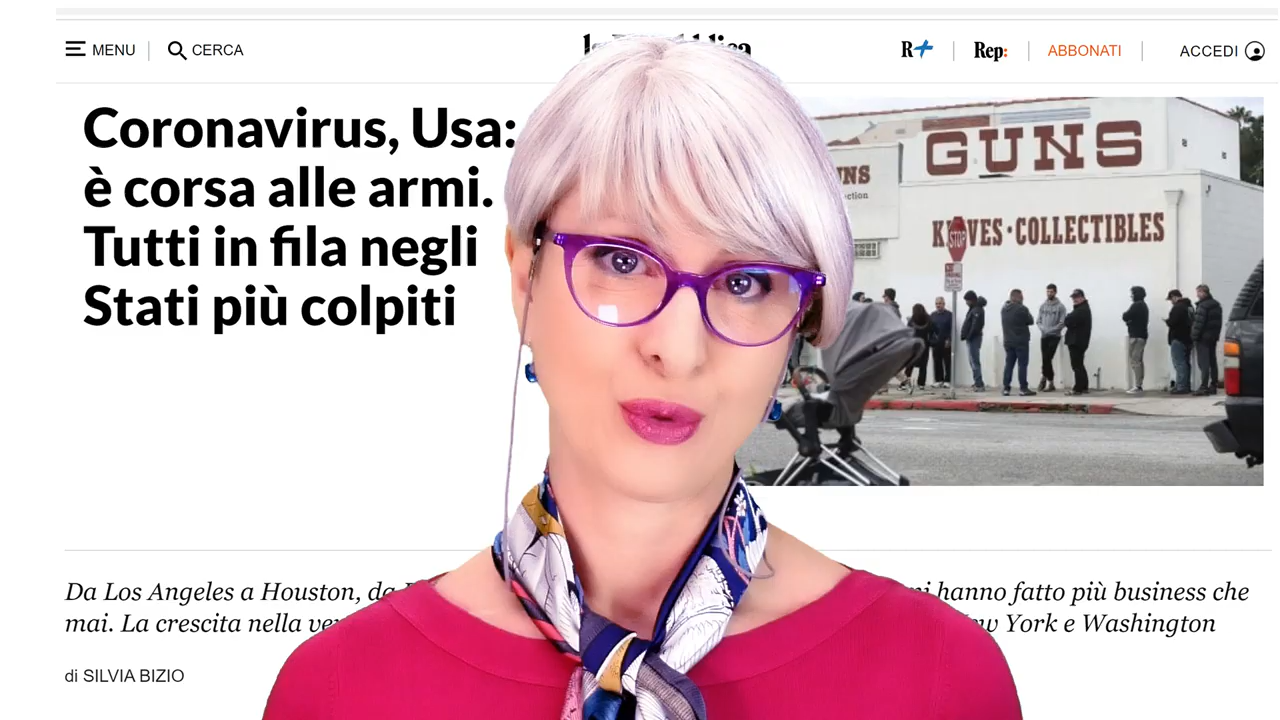 MENU CERCA R+ Rep: ABBONATI ACCEDI
Coronavirus, Usa:
è corsa alle armi.
Tutti in fila negli
Stati più colpiti
GUNS
STOP
COLLECTIBLES
Da Los Angeles a Houston, da hanno fatto più business che
mai. La crescita nella York e Washington
di SILVIA BIZIO